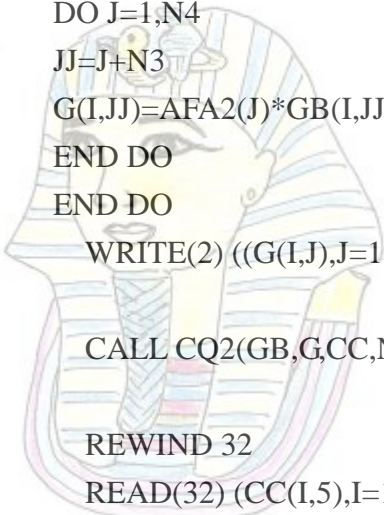 DO J=1,N4
JJ=J+N3
G(I,JJ)=AFA2(J)*GB(I,JJ
END DO
END DO
WRITE(2) ((G(I,J),J=1
CALL CQ2(GB,G,CC,N
REWIND 32
READ(32) (CC(I,5),I=1